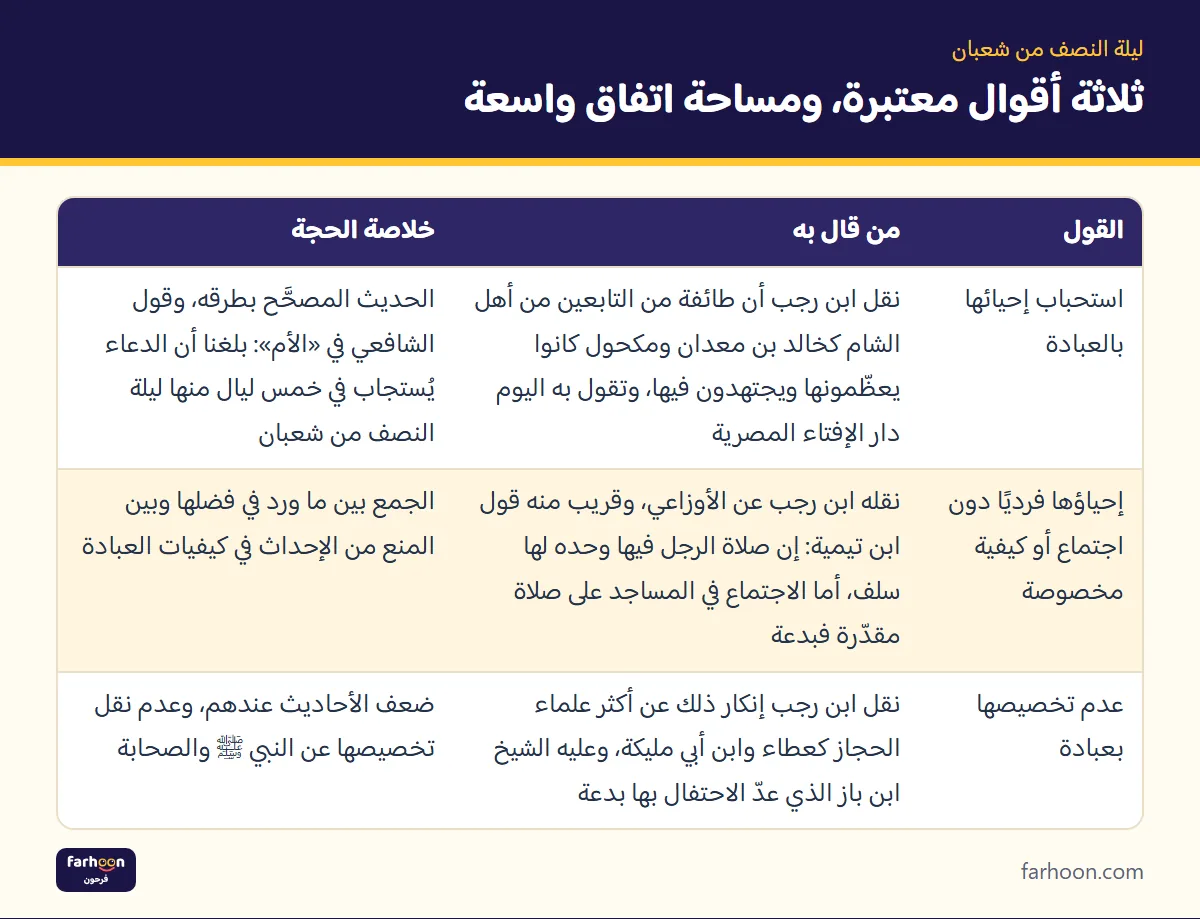 ليلة النصف من شعبان
ثلاثة أقوال معتبرة، ومساحة اتفاق واسعة
القول
من قال به
خلاصة الحجة
استحباب إحيائها
بالعبادة
نقل ابن رجب أن طائفة من التابعين من أهل
الشام كخالد بن معدان ومكحول كانوا
يعظّمونها ويجتهدون فيها، وتقول به اليوم
دار الإفتاء المصرية
الحديث المصحَّح بطرقه، وقول
الشافعي في «الأم»: بلغنا أن الدعاء
يُستجاب في خمس ليال منها ليلة
النصف من شعبان
إحياؤها فرديًا دون
اجتماع أو كيفية
مخصوصة
نقله ابن رجب عن الأوزاعي، وقريب منه قول
ابن تيمية: إن صلاة الرجل فيها وحده لها
سلف، أما الاجتماع في المساجد على صلاة
مقدّرة فبدعة
الجمع بين ما ورد في فضلها وبين
المنع من الإحداث في كيفيات العبادة
عدم تخصيصها
بعبادة
نقل ابن رجب إنكار ذلك عن أكثر علماء
الحجاز كعطاء وابن أبي مليكة، وعليه الشيخ
ابن باز الذي عدّ الاحتفال بها بدعة
ضعف الأحاديث عندهم، وعدم نقل
تخصيصها عن النبي ﷺ والصحابة
farhoon
فرحون
farhoon.com